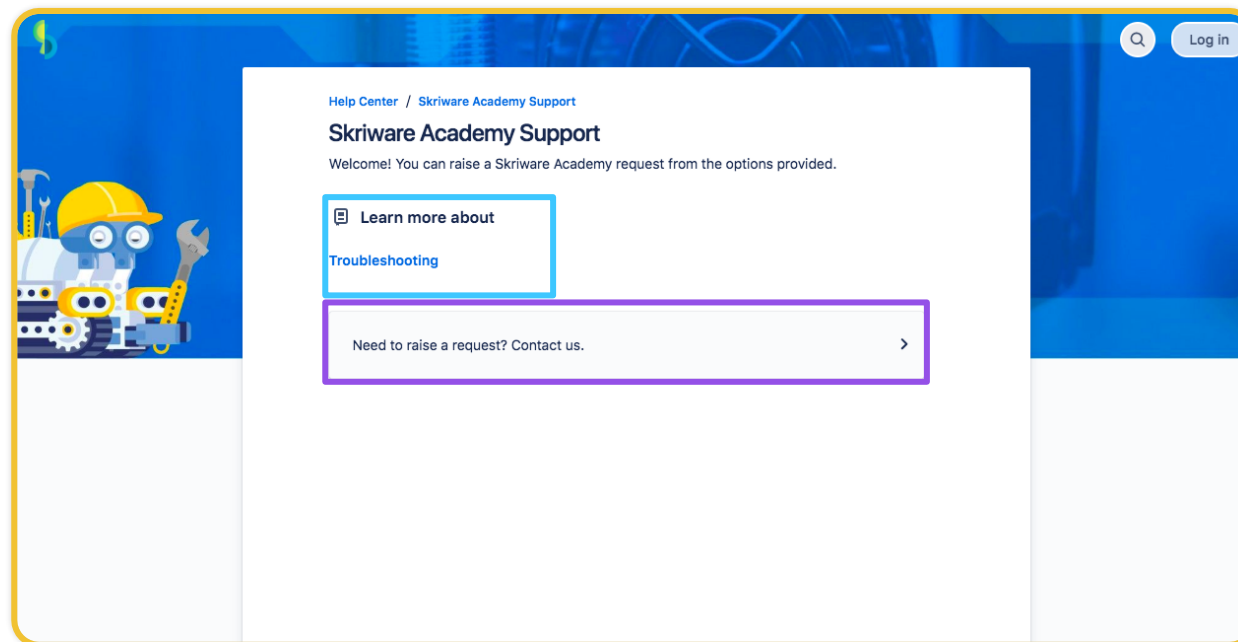 Log in
Help Center / Skriware Academy Support
Skriware Academy Support
Welcome! You can raise a Skriware Academy request from the options provided.
Learn more about
Troubleshooting
Need to raise a request? Contact us.